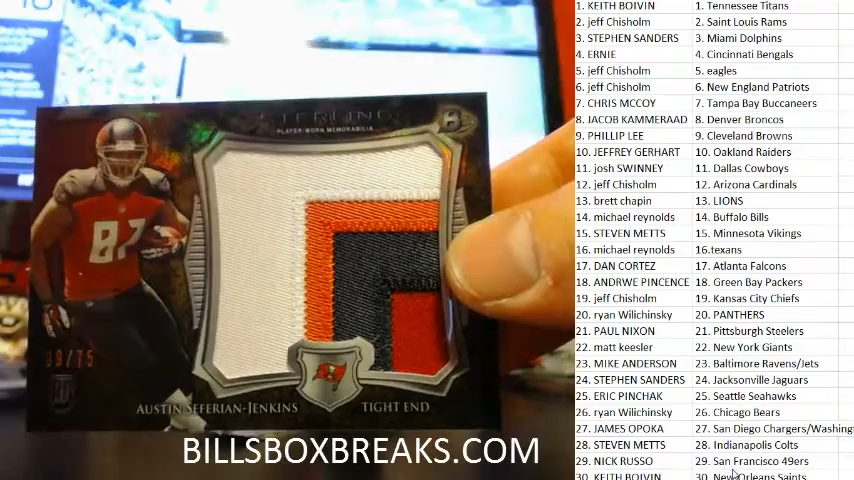 STERLING
PLAYER-WORN MEMORABILIA
87
/75
AUSTIN SEFERIAN-JENKINS TIGHT END
BILLSBOXBREAKS.COM
1. KEITH BOIVIN 1. Tennessee Titans
2. jeff Chisholm 2. Saint Louis Rams
3. STEPHEN SANDERS 3. Miami Dolphins
4. ERNIE 4. Cincinnati Bengals
5. jeff Chisholm 5. eagles
6. jeff Chisholm 6. New England Patriots
7. CHRIS MCCOY 7. Tampa Bay Buccaneers
8. JACOB KAMMERAAD 8. Denver Broncos
9. PHILLIP LEE 9. Cleveland Browns
10. JEFFREY GERHART 10. Oakland Raiders
11. josh SWINNEY 11. Dallas Cowboys
12. jeff Chisholm 12. Arizona Cardinals
13. brett chapin 13. LIONS
14. michael reynolds 14. Buffalo Bills
15. STEVEN METTS 15. Minnesota Vikings
16. michael reynolds 16.texans
17. DAN CORTEZ 17. Atlanta Falcons
18. ANDRWE PINCENCE 18. Green Bay Packers
19. jeff Chisholm 19. Kansas City Chiefs
20. ryan Wilichinsky 20. PANTHERS
21. PAUL NIXON 21. Pittsburgh Steelers
22. matt keesler 22. New York Giants
23. MIKE ANDERSON 23. Baltimore Ravens/Jets
24. STEPHEN SANDERS 24. Jacksonville Jaguars
25. ERIC PINCHAK 25. Seattle Seahawks
26. ryan Wilichinsky 26. Chicago Bears
27. JAMES OPOKA 27. San Diego Chargers/Washing
28. STEVEN METTS 28. Indianapolis Colts
29. NICK RUSSO 29. San Francisco 49ers
30. KEITH BOIVIN 30. New Orleans Saints